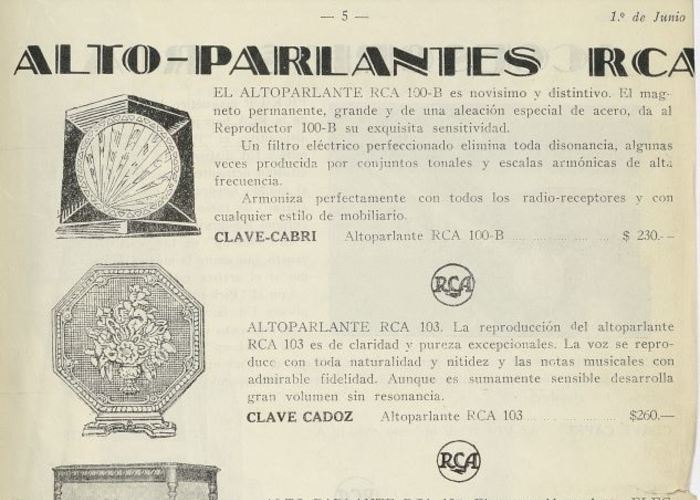 — 5 —
1.º de Junio
ALTO-PARLANTES RCA
EL ALTOPARLANTE RCA 100-B es novisimo y distintivo. El mag-
neto permanente, grande y de una aleación especial de acero, da al
Reproductor 100-B su exquisita sensitividad.
Un filtro eléctrico perfeccionado elimina toda disonancia, algunas
veces producida por conjuntos tonales y escalas armónicas de alta
frecuencia.
Armoniza perfectamente con todos los radio-receptores y con
cualquier estilo de mobiliario.
CLAVE-CABRI Altoparlante RCA 100-B ... $ 230.--
RCA
ALTOPARLANTE RCA 103. La reproducción del altoparlante
RCA 103 es de claridad y pureza excepcionales. La voz se repro-
duce con toda naturalidad y nitidez y las notas musicales con
admirable fidelidad. Aunque es sumamente sensible desarrolla
gran volumen sin resonancia.
CLAVE CADOZ Altoparlante RCA 103 ... $260.—
RCA